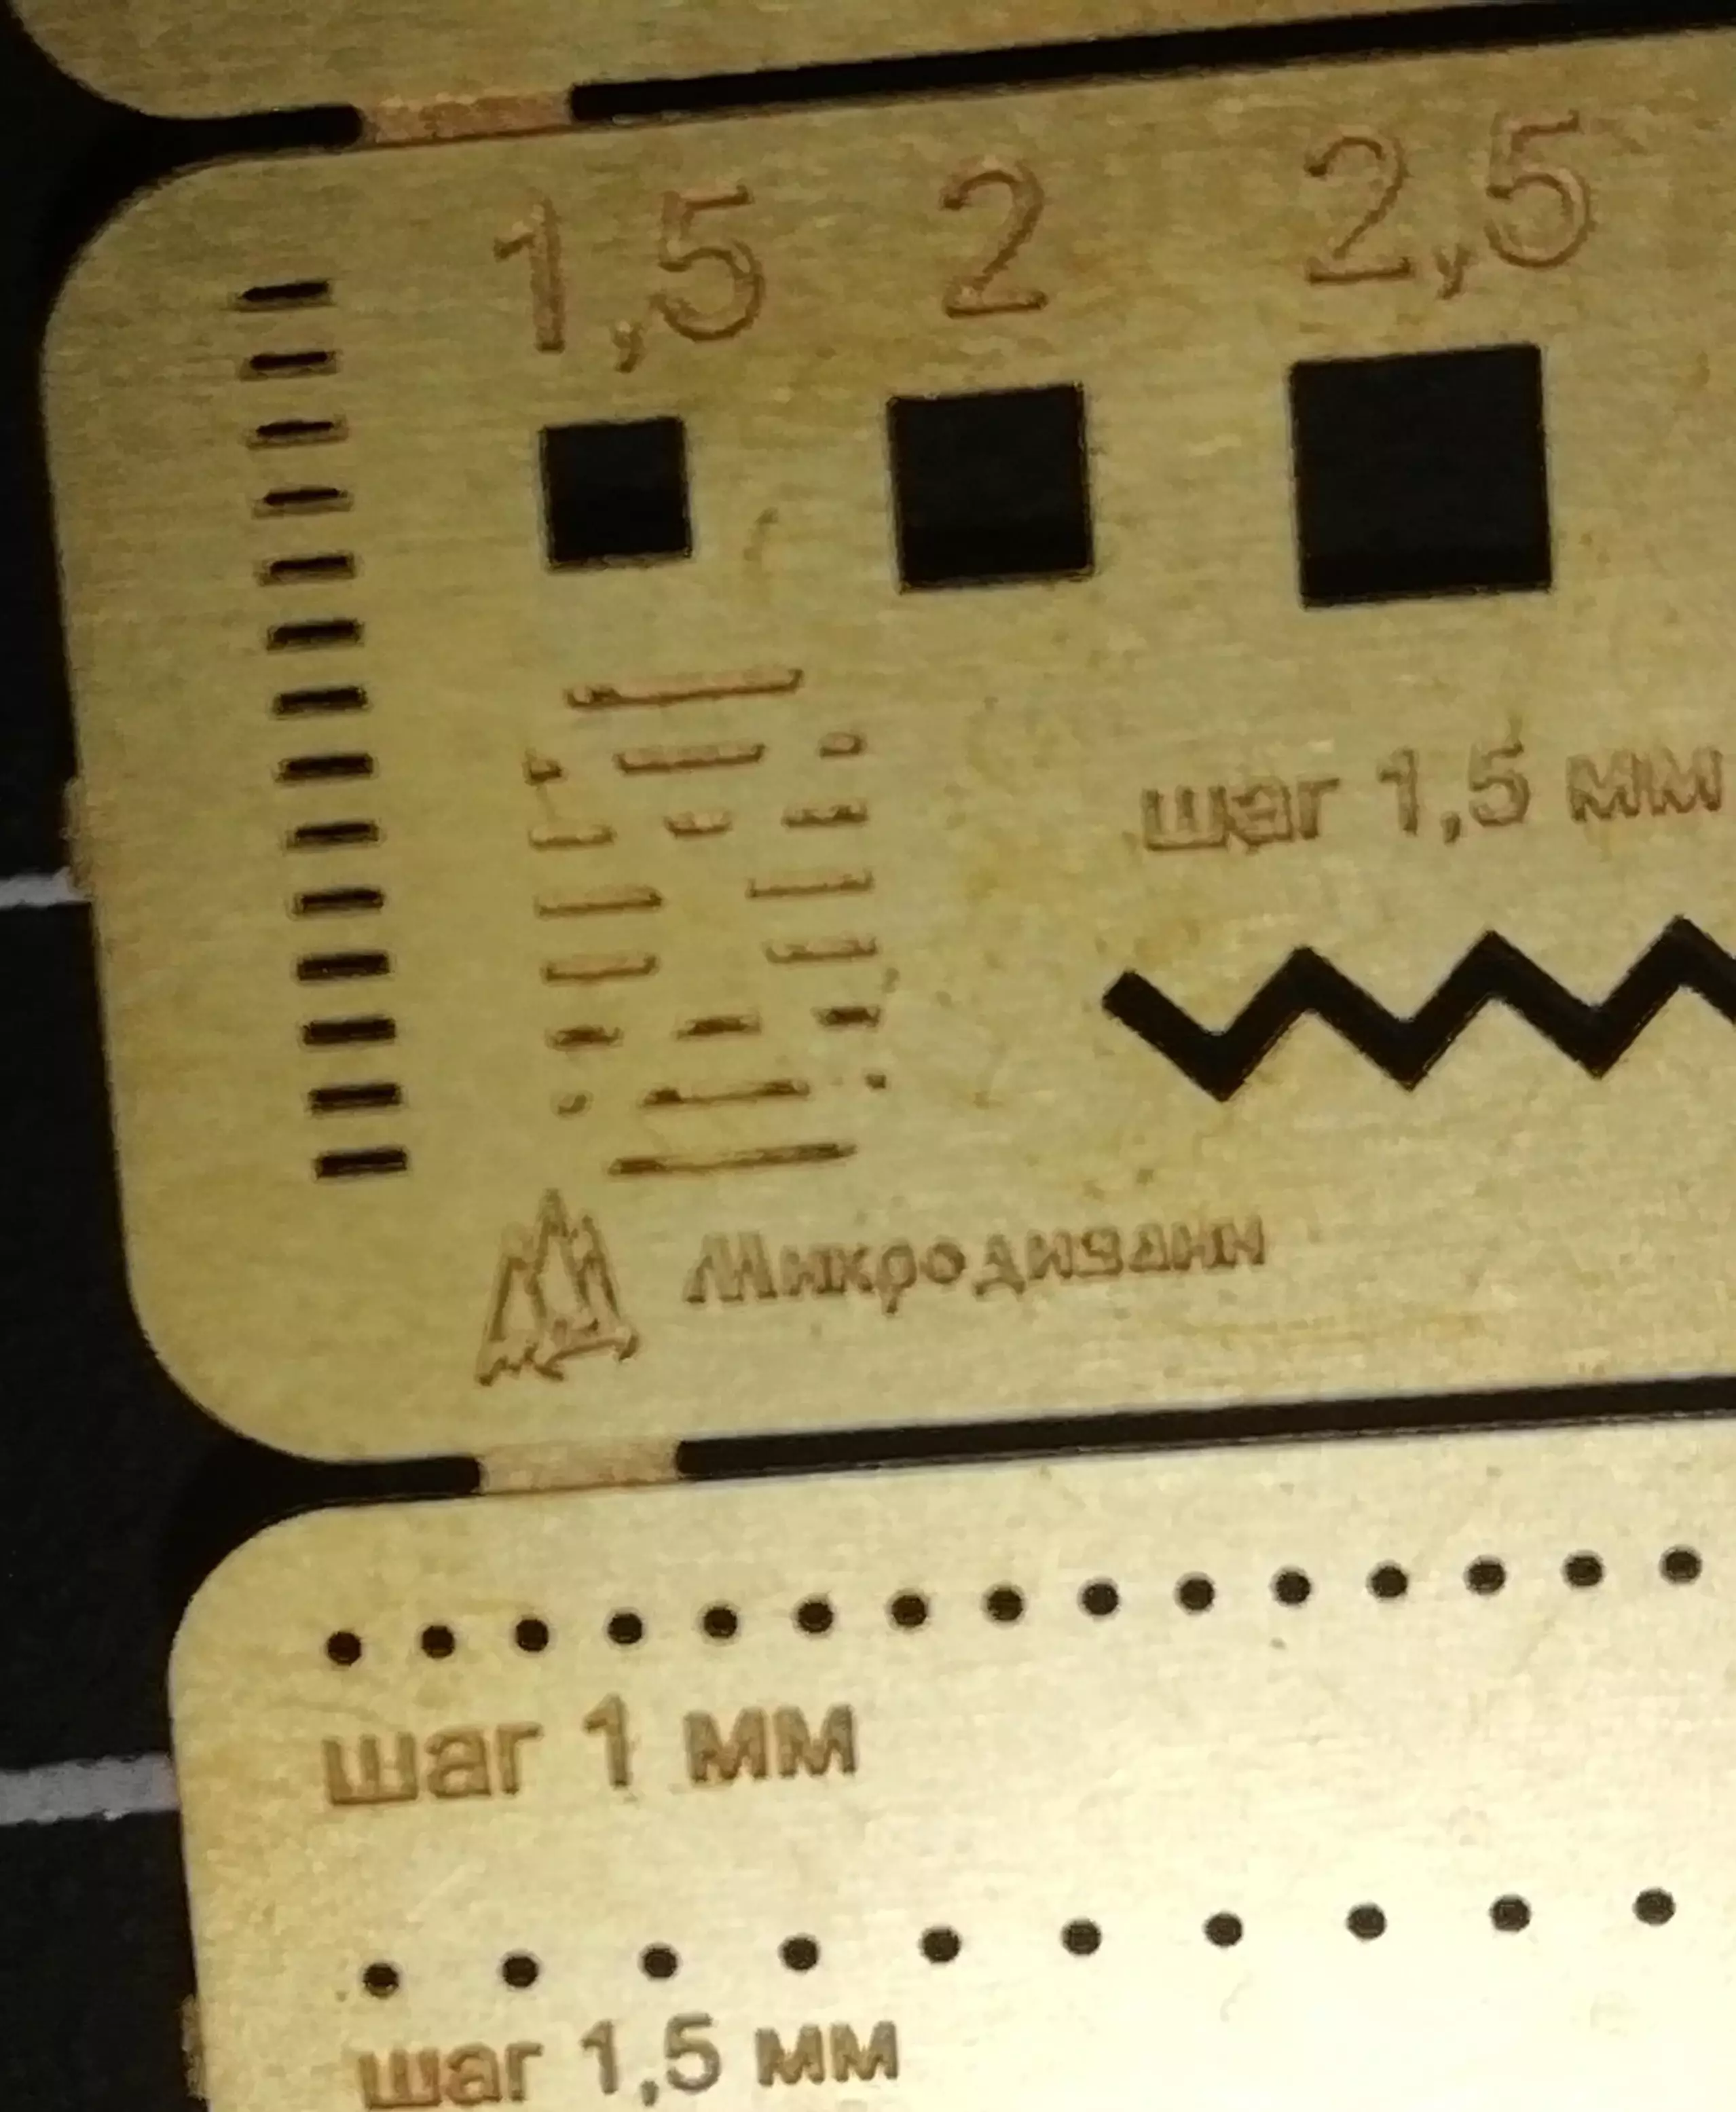 1,5 2 2,5
шаг 1,5 мм
Микродизайн
шаг 1 мм
шаг 1,5 мм